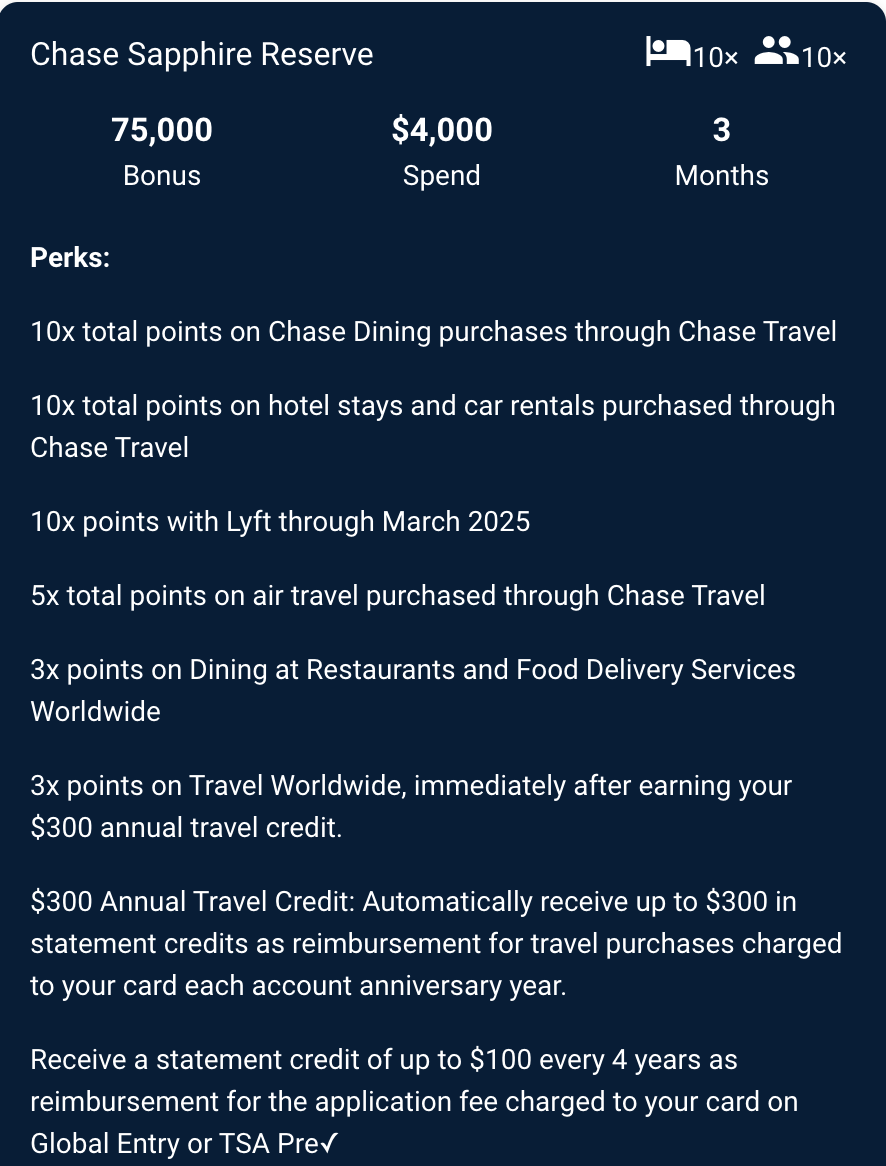 Chase Sapphire Reserve 10× 10×
75,000 $4,000 3
Bonus Spend Months
Perks:
10x total points on Chase Dining purchases through Chase Travel
10x total points on hotel stays and car rentals purchased through
Chase Travel
10x points with Lyft through March 2025
5x total points on air travel purchased through Chase Travel
3x points on Dining at Restaurants and Food Delivery Services
Worldwide
3x points on Travel Worldwide, immediately after earning your
$300 annual travel credit.
$300 Annual Travel Credit: Automatically receive up to $300 in
statement credits as reimbursement for travel purchases charged
to your card each account anniversary year.
Receive a statement credit of up to $100 every 4 years as
reimbursement for the application fee charged to your card on
Global Entry or TSA Pre✓